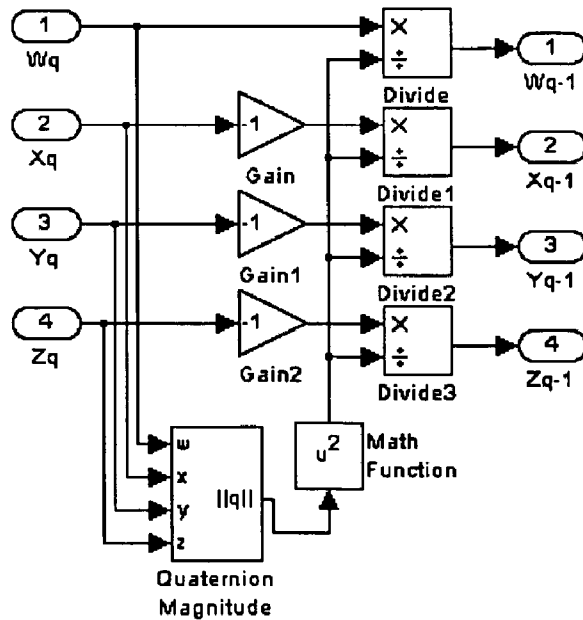 1
Wq
2
Xq
3
Yq
4
Zq
-1
Gain
-1
Gain1
-1
Gain2
×
÷
Divide
×
÷
Divide1
×
÷
Divide2
×
÷
Divide3
1
Wq-1
2
Xq-1
3
Yq-1
4
Zq-1
w
x
y
z
||q||
Quaternion
Magnitude
u²
Math
Function